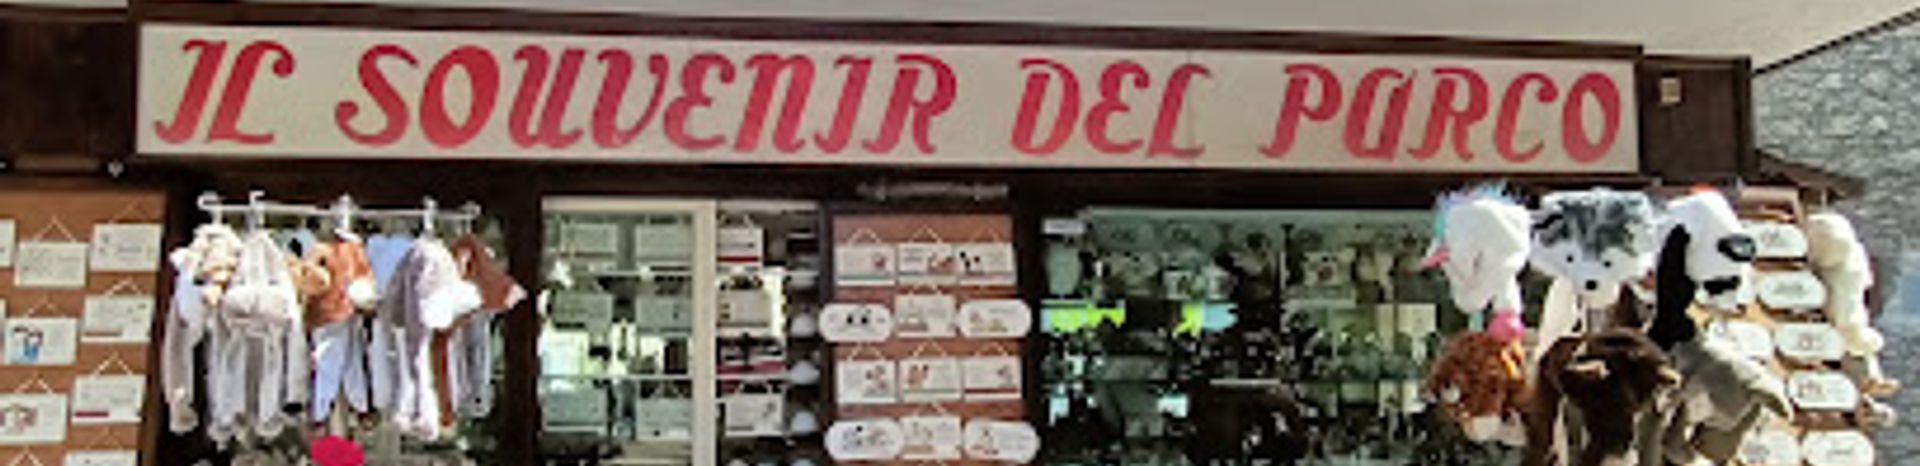 IL SOUVENIR DEL PARCO